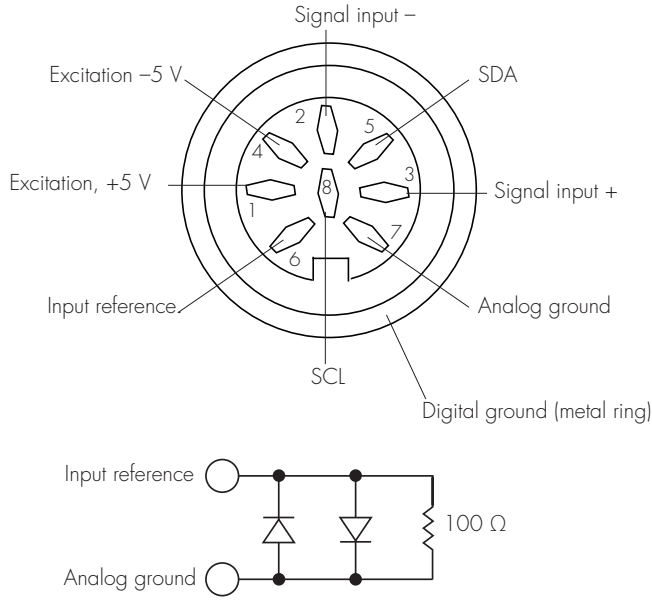 Signal input –
Excitation –5 V
SDA
2
5
4
Excitation, +5 V
8
3
Signal input +
1
7
6
Input reference
Analog ground
SCL
Digital ground (metal ring)
Input reference
100 Ω
Analog ground